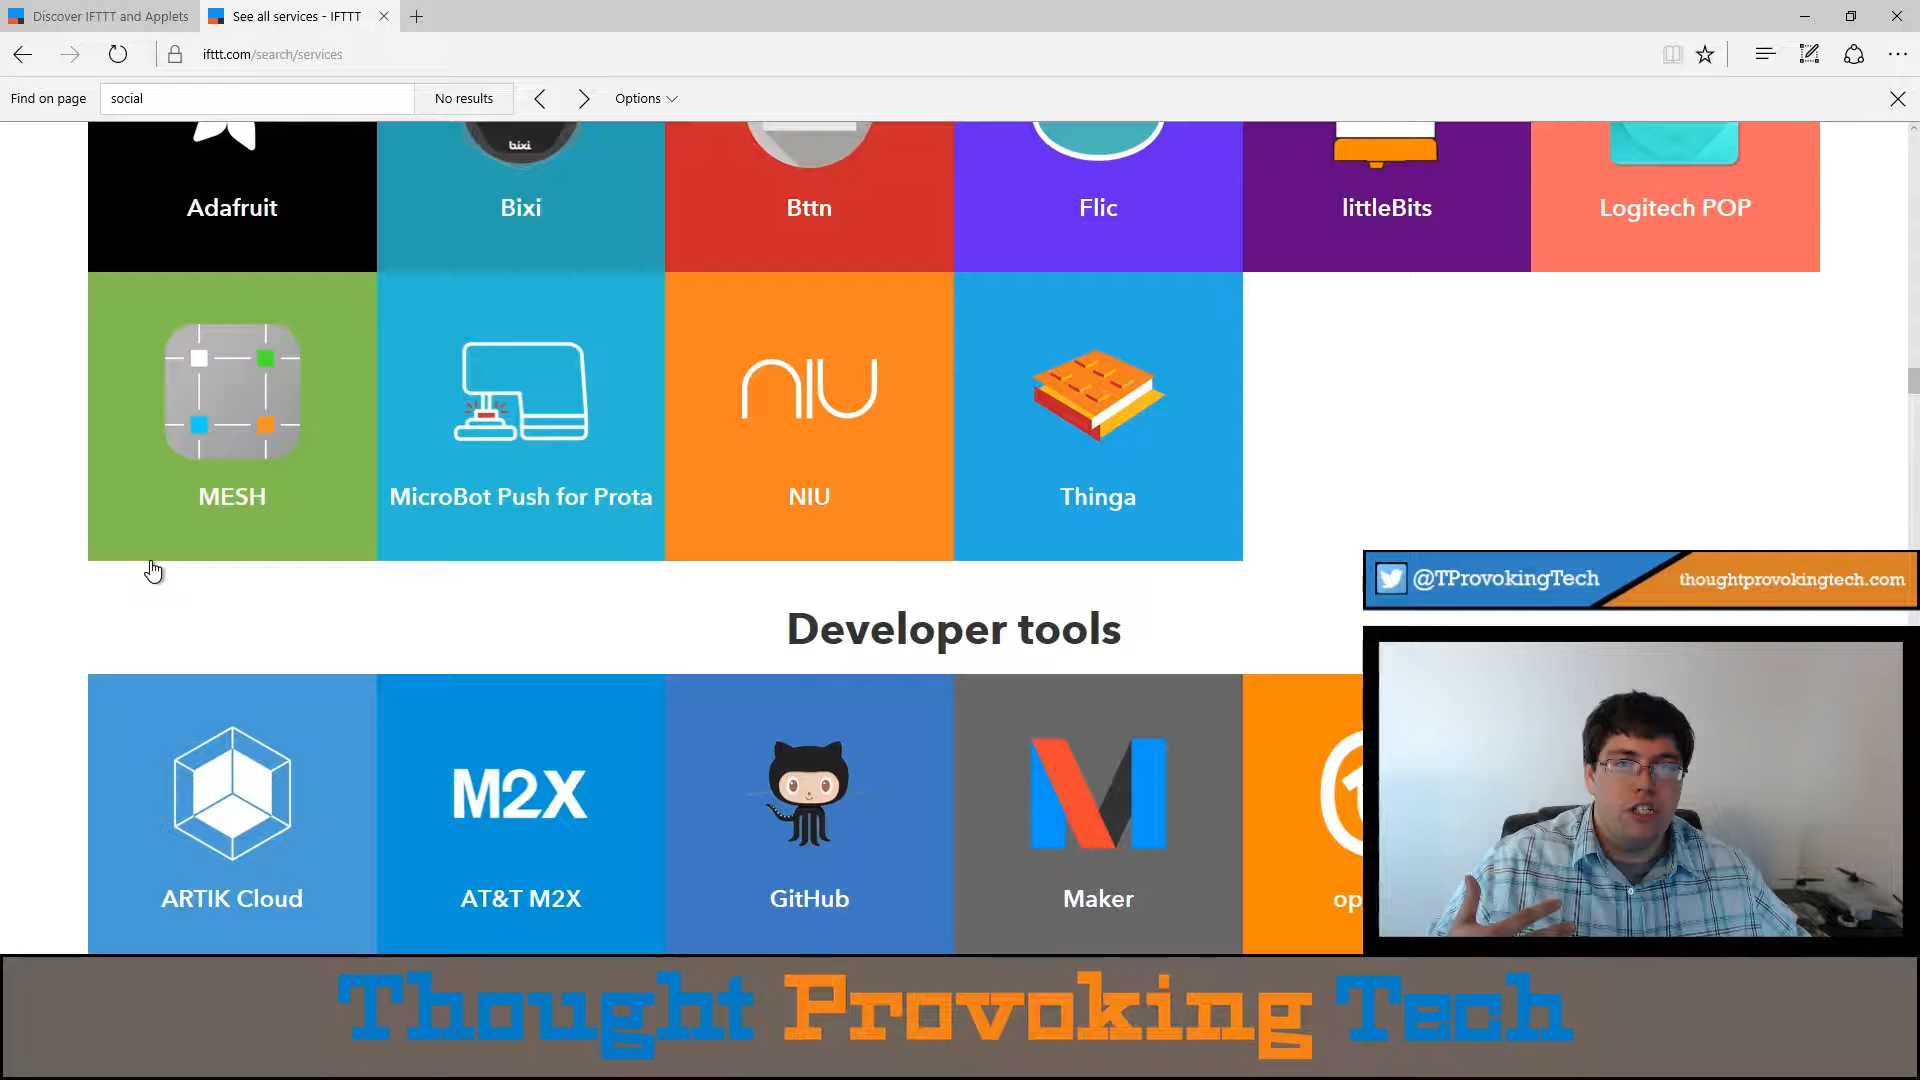 Discover IFTTT and Applets
See all services - IFTTT
ifttt.com/search/services
Find on page
social
No results
Options
bixi
Adafruit
Bixi
Bttn
Flic
littleBits
Logitech POP
NIU
MESH
MicroBot Push for Prota
NIU
Thinga
@TProvokingTech
thoughtprovokingtech.com
Developer tools
M2X
M
ARTIK Cloud
AT&T M2X
GitHub
Maker
op
Thought Provoking Tech